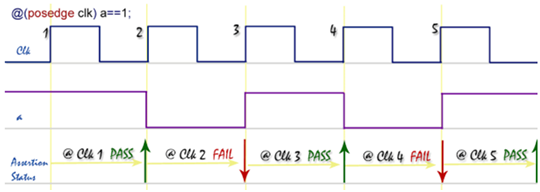 @(posedge clk) a==1;
1 2 3 4 5
Clk
a
@ Clk 1 PASS @ Clk 2 FAIL @ Clk 3 PASS @ Clk 4 FAIL @ Clk 5 PASS
Assertion
Status